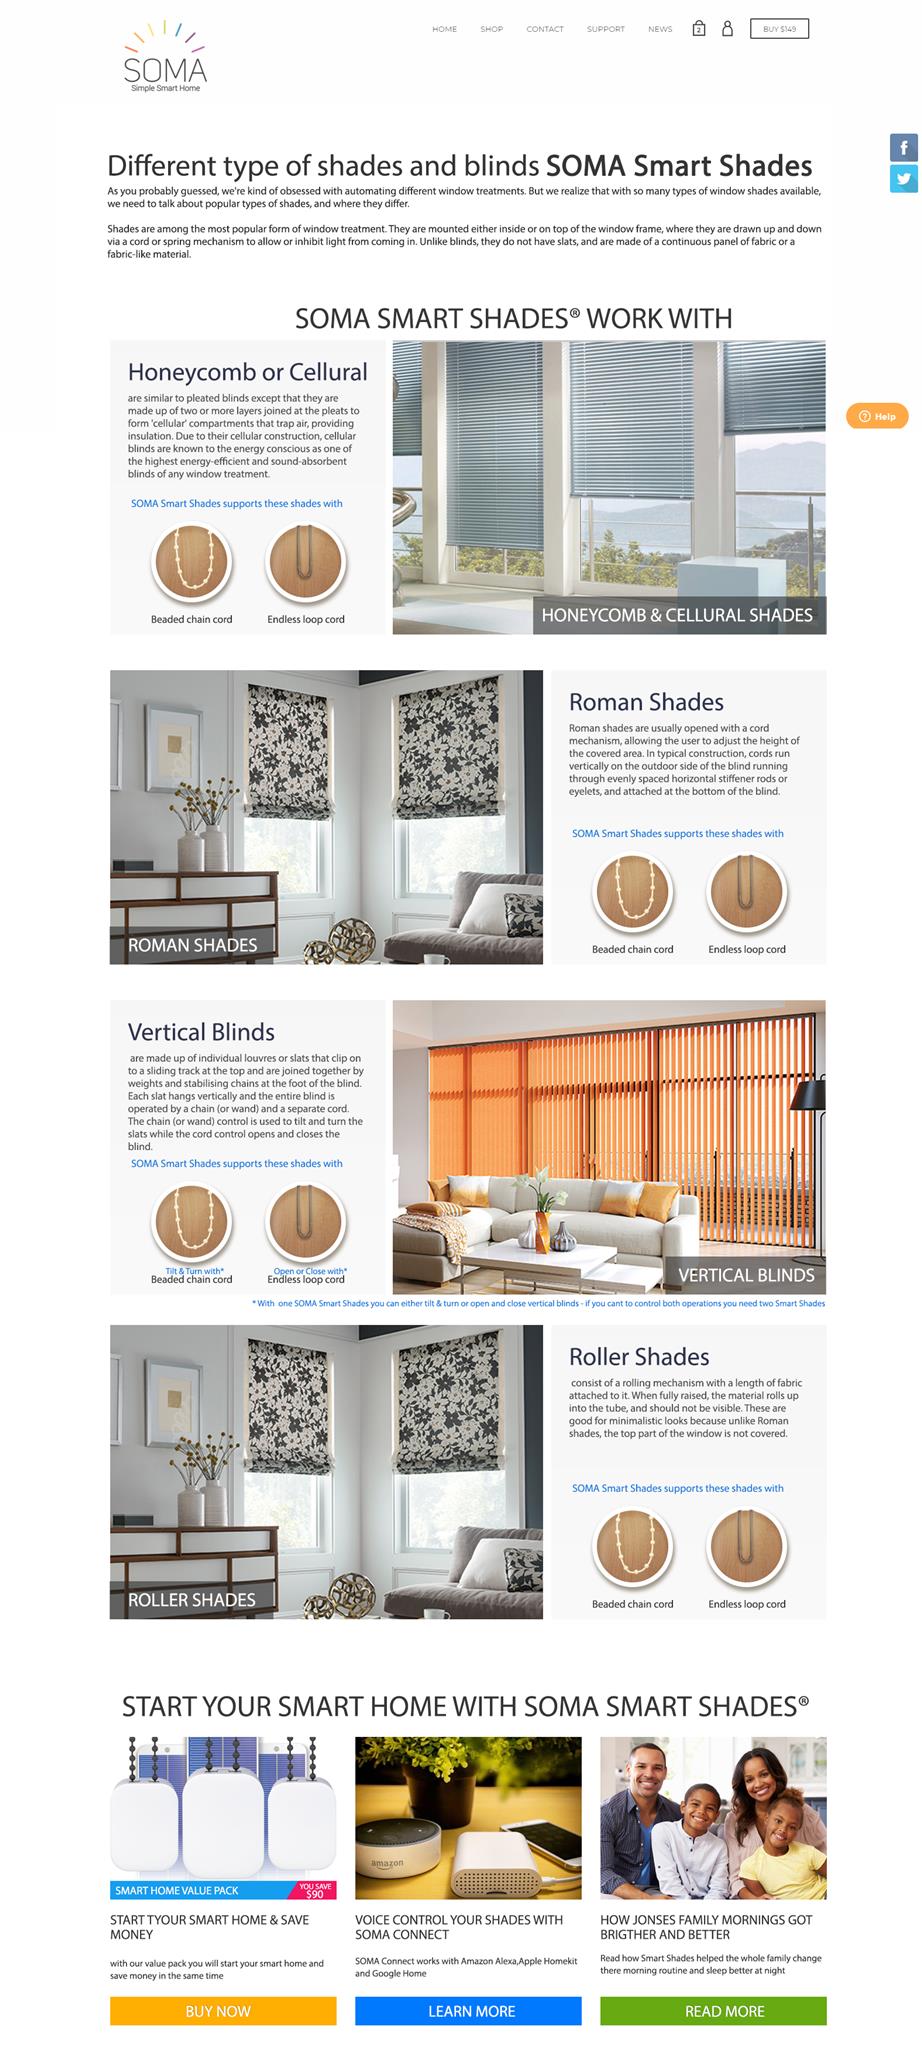 HOME SHOP CONTACT SUPPORT NEWS 2 BUY $149
SOMA
Simple Smart Home
Different type of shades and blinds SOMA Smart Shades
As you probably guessed, we're kind of obsessed with automating different window treatments. But we realize that with so many types of window shades available,
we need to talk about popular types of shades, and where they differ.
Shades are among the most popular form of window treatment. They are mounted either inside or on top of the window frame, where they are drawn up and down
via a cord or spring mechanism to allow or inhibit light from coming in. Unlike blinds, they do not have slats, and are made of a continuous panel of fabric or a
fabric-like material.
SOMA SMART SHADES® WORK WITH
Honeycomb or Cellural
are similar to pleated blinds except that they are
made up of two or more layers joined at the pleats to
form 'cellular' compartments that trap air, providing
insulation. Due to their cellular construction, cellular
blinds are known to the energy conscious as one of
the highest energy-efficient and sound-absorbent
blinds of any window treatment.
SOMA Smart Shades supports these shades with
Beaded chain cord
Endless loop cord
HONEYCOMB & CELLURAL SHADES
Help
ROMAN SHADES
Roman Shades
Roman shades are usually opened with a cord
mechanism, allowing the user to adjust the height of
the covered area. In typical construction, cords run
vertically on the outdoor side of the blind running
through evenly spaced horizontal stiffener rods or
eyelets, and attached at the bottom of the blind.
SOMA Smart Shades supports these shades with
Beaded chain cord
Endless loop cord
Vertical Blinds
are made up of individual louvres or slats that clip on
to a sliding track at the top and are joined together by
weights and stabilising chains at the foot of the blind.
Each slat hangs vertically and the entire blind is
operated by a chain (or wand) and a separate cord.
The chain (or wand) control is used to tilt and turn the
slats while the cord control opens and closes the
blind.
SOMA Smart Shades supports these shades with
Tilt & Turn with*
Beaded chain cord
Open or Close with*
Endless loop cord
VERTICAL BLINDS
* With one SOMA Smart Shades you can either tilt & turn or open and close vertical blinds - if you cant to control both operations you need two Smart Shades
ROLLER SHADES
Roller Shades
consist of a rolling mechanism with a length of fabric
attached to it. When fully raised, the material rolls up
into the tube, and should not be visible. These are
good for minimalistic looks because unlike Roman
shades, the top part of the window is not covered.
SOMA Smart Shades supports these shades with
Beaded chain cord
Endless loop cord
START YOUR SMART HOME WITH SOMA SMART SHADES®
SMART HOME VALUE PACK
YOU SAVE
$90
START TYOUR SMART HOME & SAVE
MONEY
with our value pack you will start your smart home and
save money in the same time
BUY NOW
amazon
VOICE CONTROL YOUR SHADES WITH
SOMA CONNECT
SOMA Connect works with Amazon Alexa,Apple Homekit
and Google Home
LEARN MORE
HOW JONSES FAMILY MORNINGS GOT
BRIGTHER AND BETTER
Read how Smart Shades helped the whole family change
there morning routine and sleep better at night
READ MORE